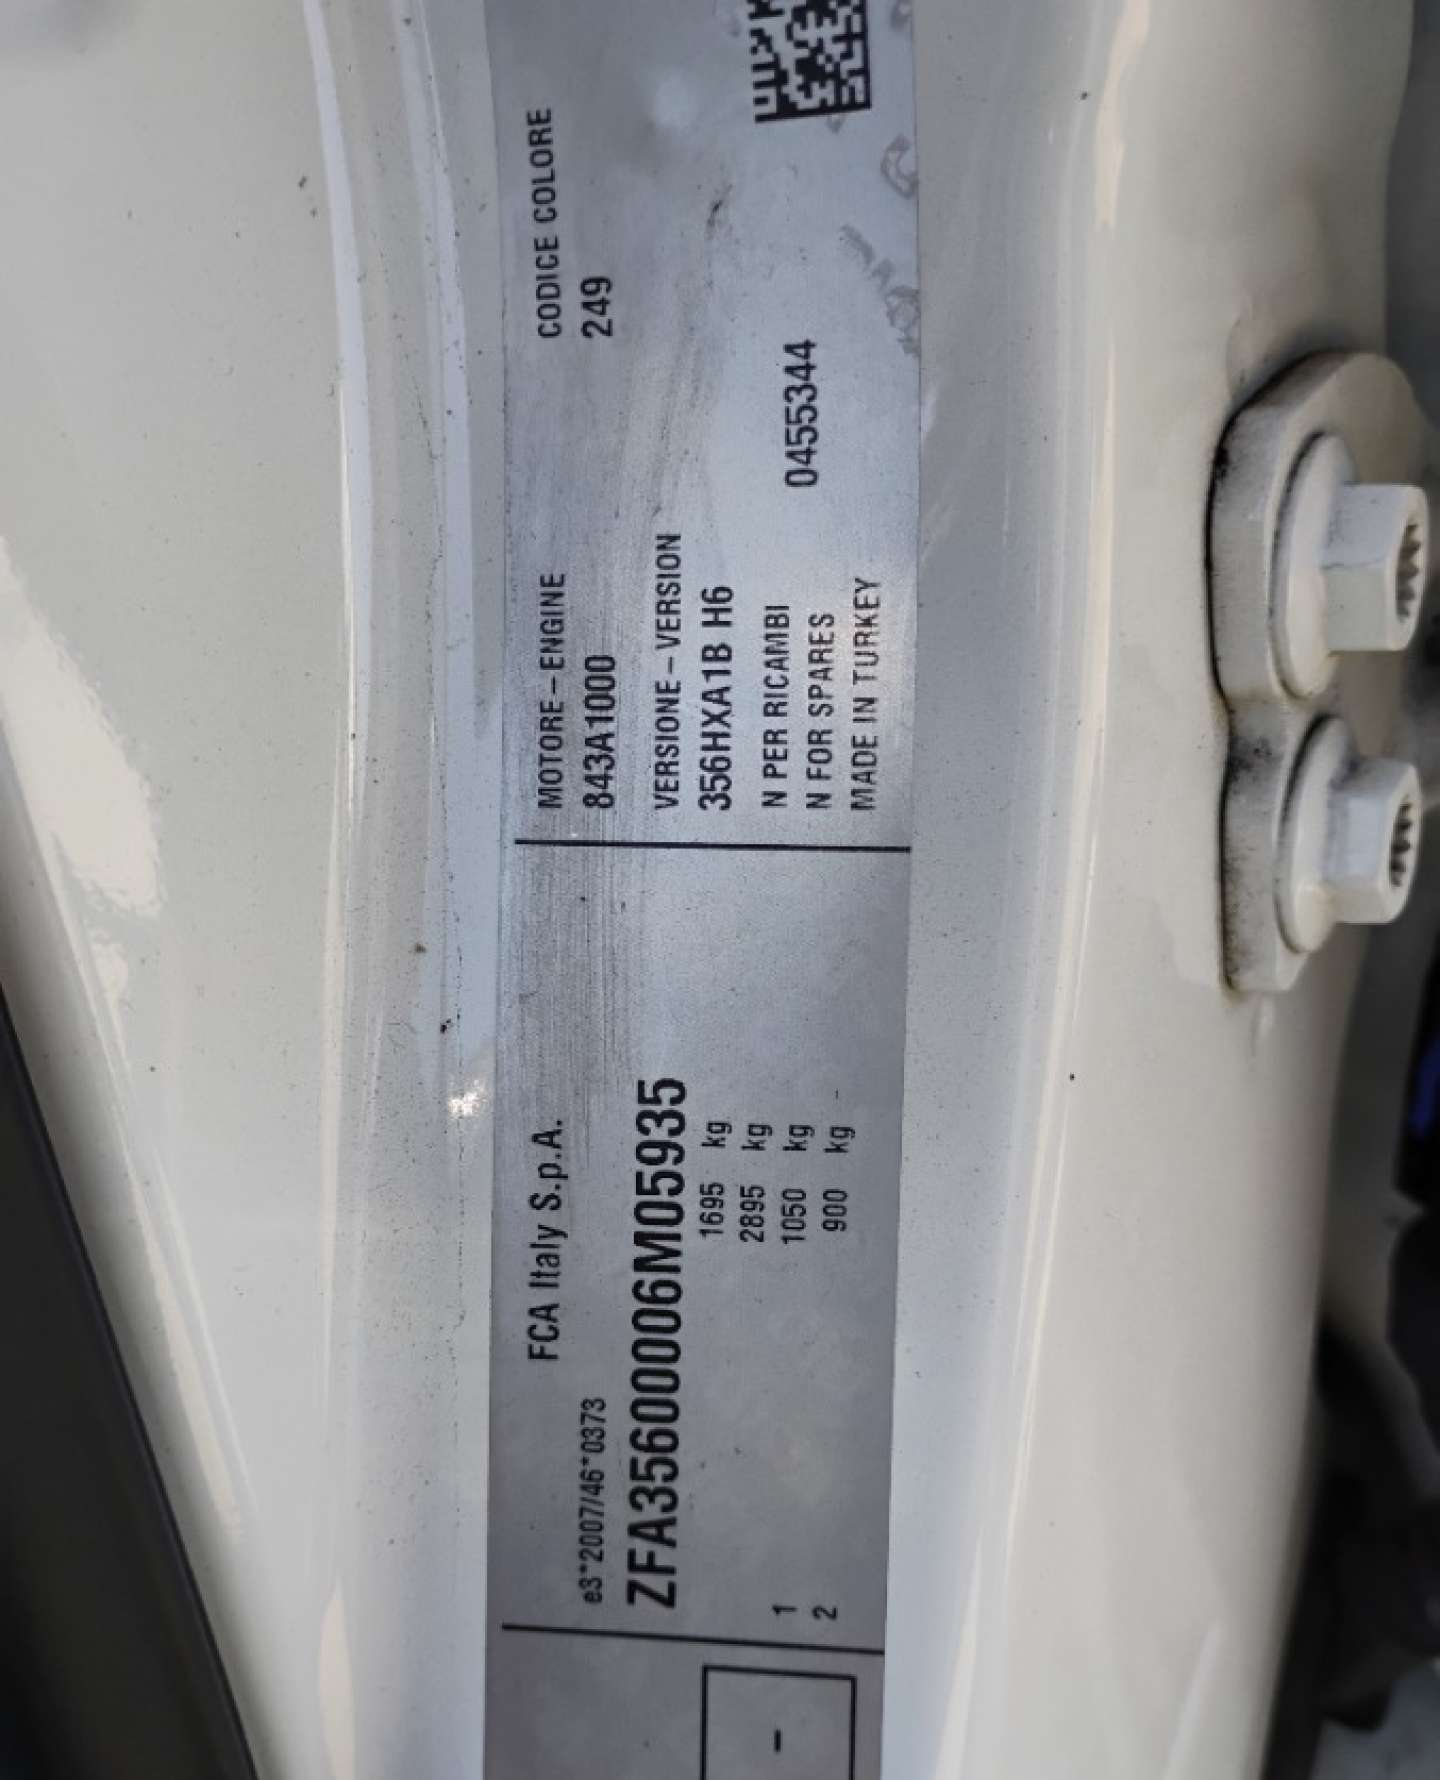 FCA Italy S.p.A.
e3*2007/46*0373
ZFA3560006M05935
1695 kg
2895 kg
1 1050 kg
2 900 kg
-
MOTORE-ENGINE CODICE COLORE
843A1000 249
VERSIONE-VERSION
356HXA1B H6
N PER RICAMBI
N FOR SPARES 0455344
MADE IN TURKEY